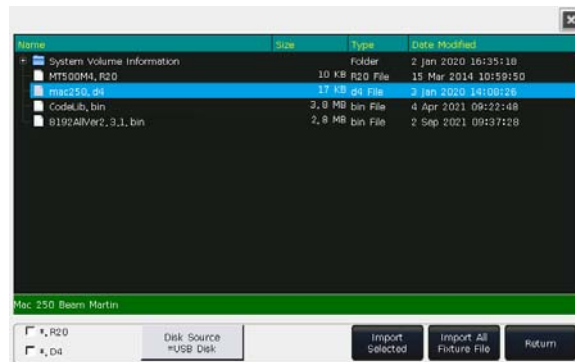 Name Size Type Date Modified
System Volume Information Folder 2 Jan 2020 16:35:18
MT500M4, R20 10 KB R20 File 15 Mar 2014 10:59:50
mac250, d4 17 KB d4 File 3 Jan 2020 14:08:26
CodeLib, bin 3,8 MB bin File 4 Apr 2021 09:22:48
8192AllVer2,3,1, bin 2,8 MB bin File 2 Sep 2021 09:37:28
Mac 250 Beam Martin
*, R20
*, D4
Disk Source
=USB Disk
Import
Selected
Import All
Fixture File
Return